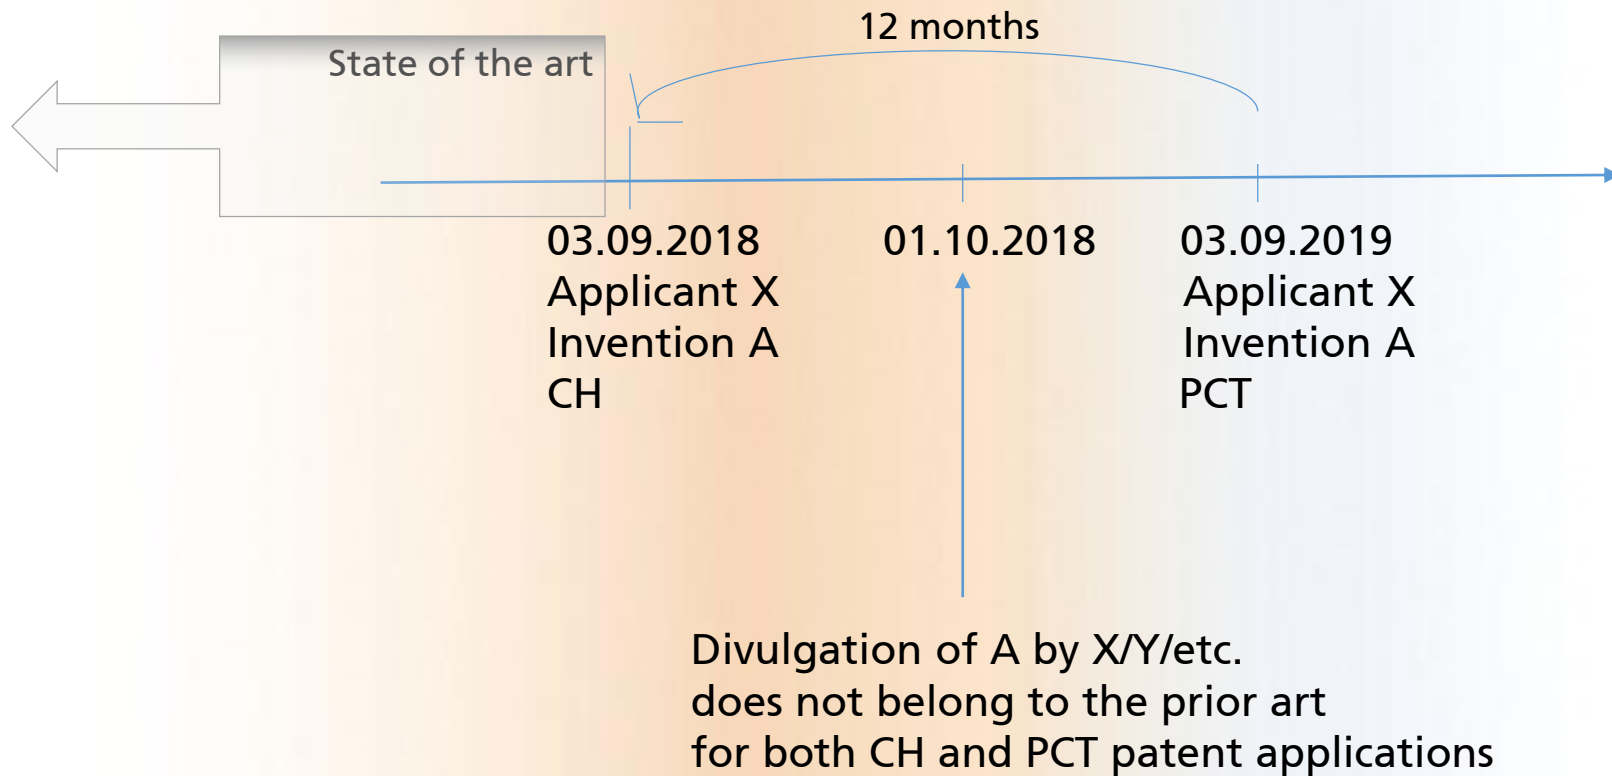 12 months
State of the art
03.09.2018
Applicant X
Invention A
CH
01.10.2018
03.09.2019
Applicant X
Invention A
PCT
Divulgation of A by X/Y/etc.
does not belong to the prior art
for both CH and PCT patent applications